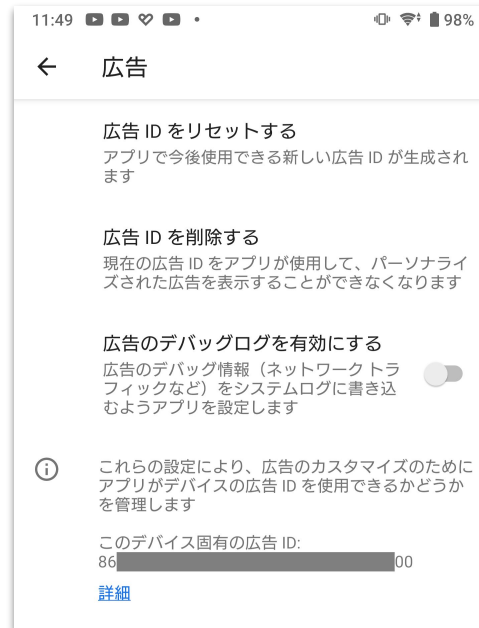 11:49
98%
広告
広告 ID をリセットする
アプリで今後使用できる新しい広告 ID が生成され
ます
広告 ID を削除する
現在の広告 ID をアプリが使用して、パーソナライ
ズされた広告を表示することができなくなります
広告のデバッグログを有効にする
広告のデバッグ情報（ネットワーク トラ
フィックなど）をシステムログに書き込
むようアプリを設定します
これらの設定により、広告のカスタマイズのために
アプリがデバイスの広告 ID を使用できるかどうか
を管理します
このデバイス固有の広告 ID:
86 00
詳細